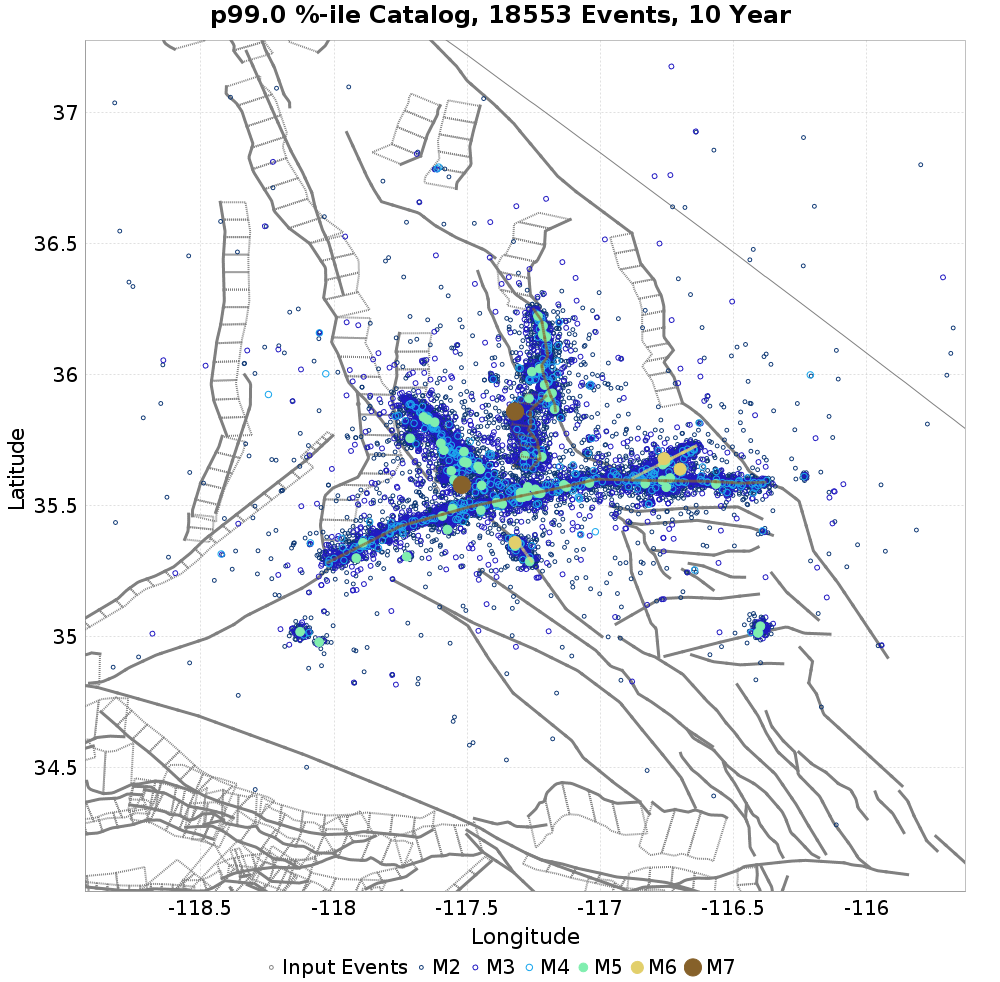 p99.0 %-ile Catalog, 18553 Events, 10 Year
37
36.5
36
35.5
35
34.5
Latitude
-118.5 -118 -117.5 -117 -116.5 -116
Longitude
Input Events M2 M3 M4 M5 M6 M7